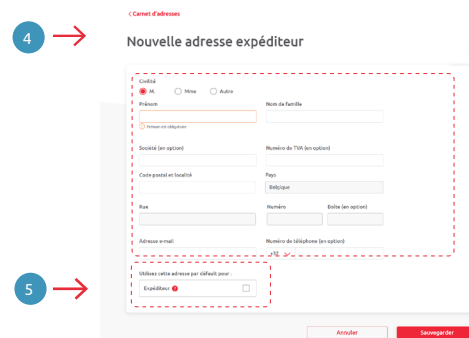 < Carnet d'adresses
4
Nouvelle adresse expéditeur
Civilité
M. Mme Autre
Prénom Nom de famille
Prénom est obligatoire
Société (en option) Numéro de TVA (en option)
Code postal et localité Pays
Belgique
Rue Numéro Boîte (en option)
Adresse e-mail Numéro de téléphone (en option)
+32
5
Utilisez cette adresse par défault pour :
Expéditeur
Annuler Sauvegarder